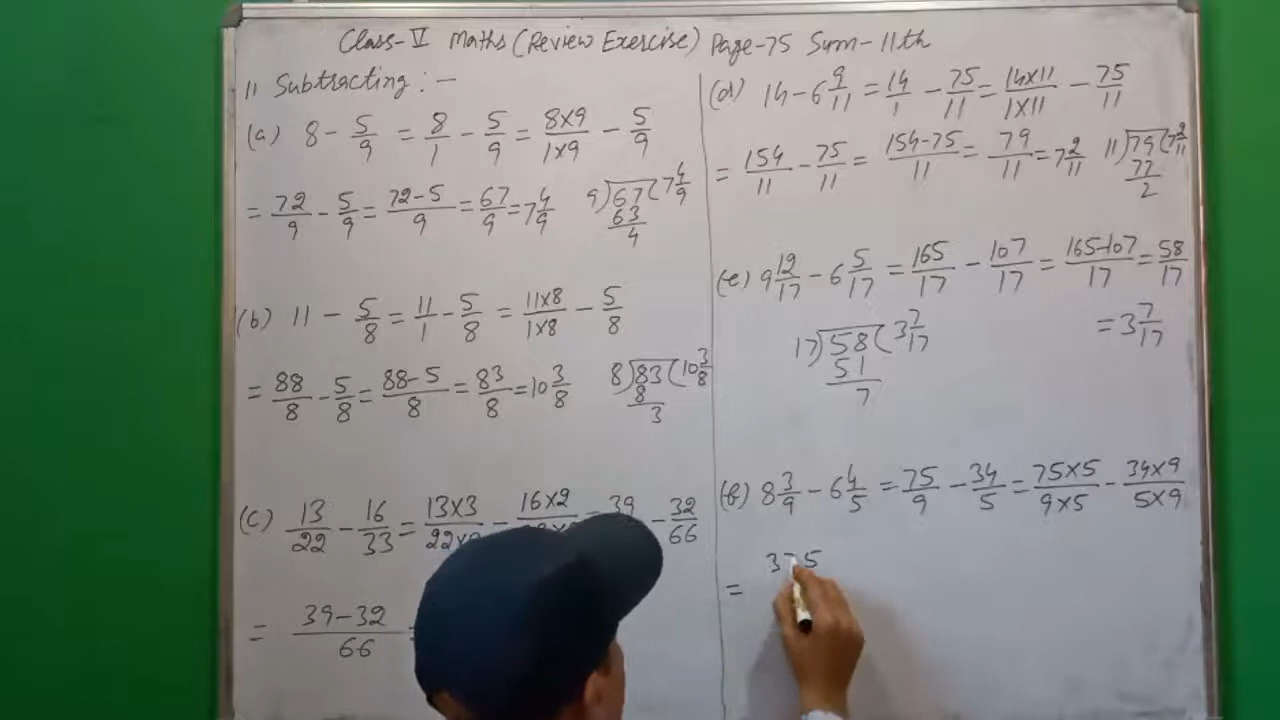 Class-V Maths (Review Exercise) Page-75 Sum-11th
11 Subtracting :-
(a) 8 - 5/9 = 8/1 - 5/9 = 8×9/1×9 - 5/9
= 72/9 - 5/9 = 72-5/9 = 67/9 = 7 4/9
9)67(7 4/9
63
4
(b) 11 - 5/8 = 11/1 - 5/8 = 11×8/1×8 - 5/8
= 88/8 - 5/8 = 88-5/8 = 83/8 = 10 3/8
8)83(10 3/8
8
3
(c) 13/22 - 16/33 = 13×3/22× - 16×2 39 - 32/66
= 39-32/66 =
(d) 14 - 6 9/11 = 14/1 - 75/11 = 14×11/1×11 - 75/11
= 154/11 - 75/11 = 154-75/11 = 79/11 = 7 2/11
11)79(7 2/11
77
2
(e) 9 12/17 - 6 5/17 = 165/17 - 107/17 = 165-107/17 = 58/17
= 3 7/17
17)58(3 7/17
51
7
(f) 8 3/9 - 6 4/5 = 75/9 - 34/5 = 75×5/9×5 - 34×9/5×9
= 375